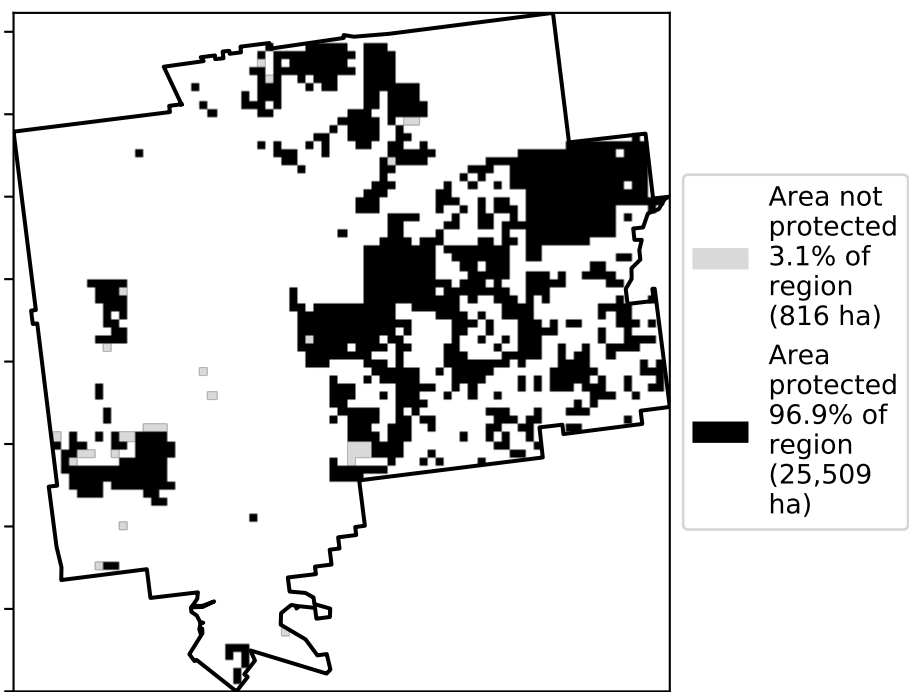 Area not
protected
3.1% of
region
(816 ha)
Area
protected
96.9% of
region
(25,509
ha)